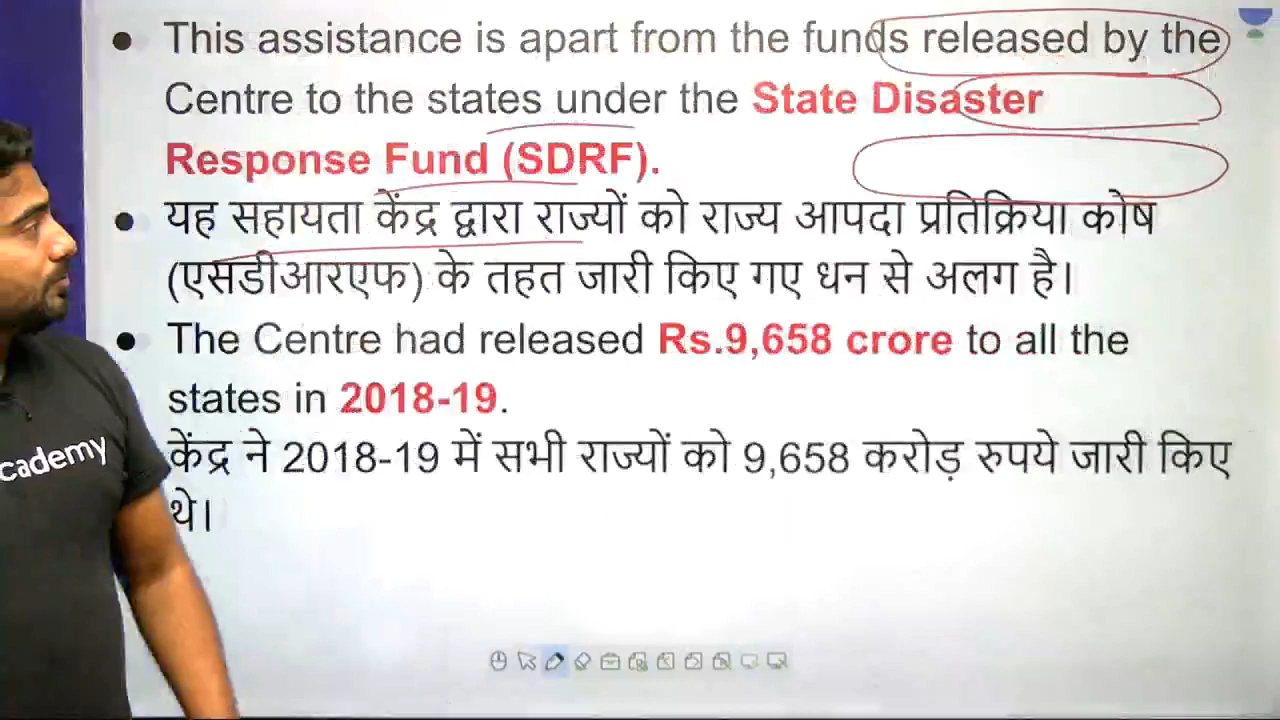 This assistance is apart from the funds released by the
Centre to the states under the State Disaster
Response Fund (SDRF).
यह सहायता केंद्र द्वारा राज्यों को राज्य आपदा प्रतिक्रिया कोष
(एसडीआरएफ) के तहत जारी किए गए धन से अलग है।
The Centre had released Rs.9,658 crore to all the
states in 2018-19.
केंद्र ने 2018-19 में सभी राज्यों को 9,658 करोड़ रुपये जारी किए
थे।
cademy